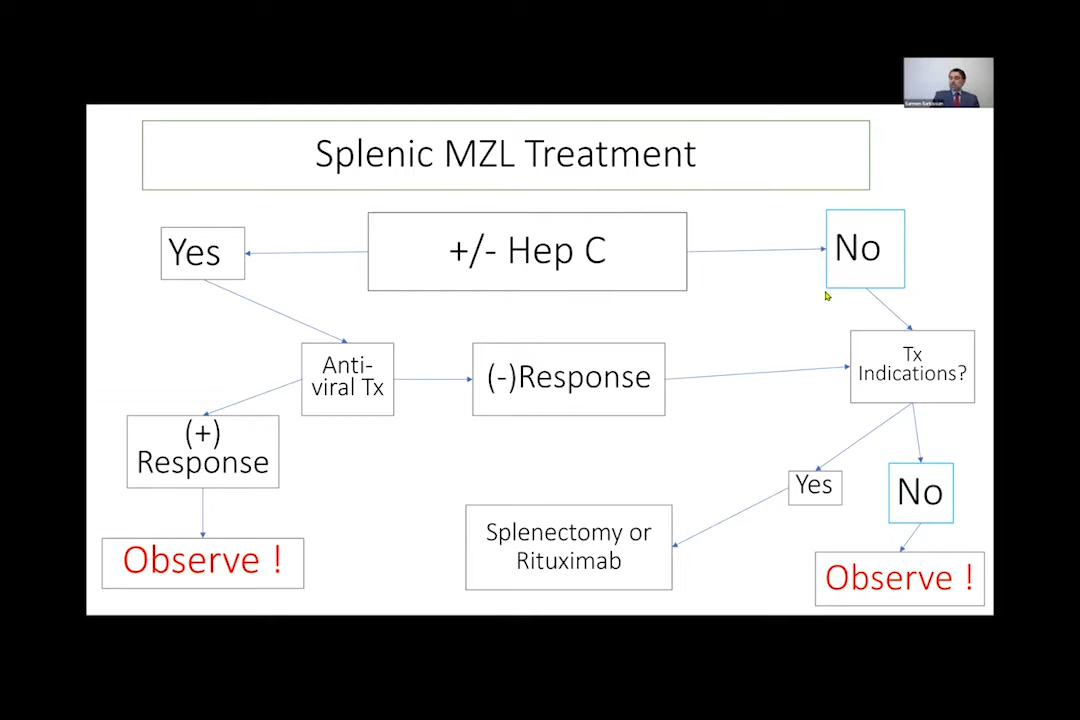 Splenic MZL Treatment
Yes
+/- Hep C
No
Anti-
viral Tx
(-)Response
Tx
Indications?
(+)
Response
Yes
No
Splenectomy or
Rituximab
Observe !
Observe !